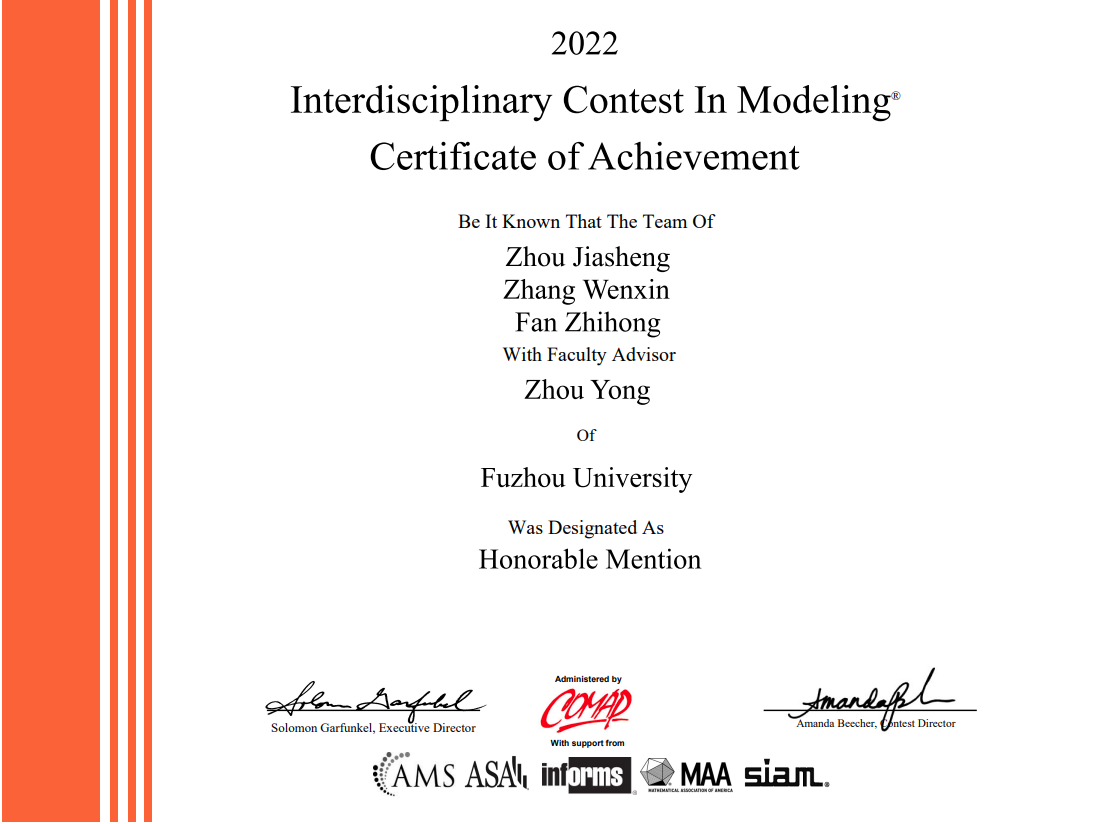 2022
Interdisciplinary Contest In Modeling®
Certificate of Achievement
Be It Known That The Team Of
Zhou Jiasheng
Zhang Wenxin
Fan Zhihong
With Faculty Advisor
Zhou Yong
Of
Fuzhou University
Was Designated As
Honorable Mention
Solomon Garfunkel
Solomon Garfunkel, Executive Director
Administered by
COMAP
With support from
Amanda Beecher, Contest Director
AMS ASA informs MAA siam®
MATHEMATICAL ASSOCIATION OF AMERICA